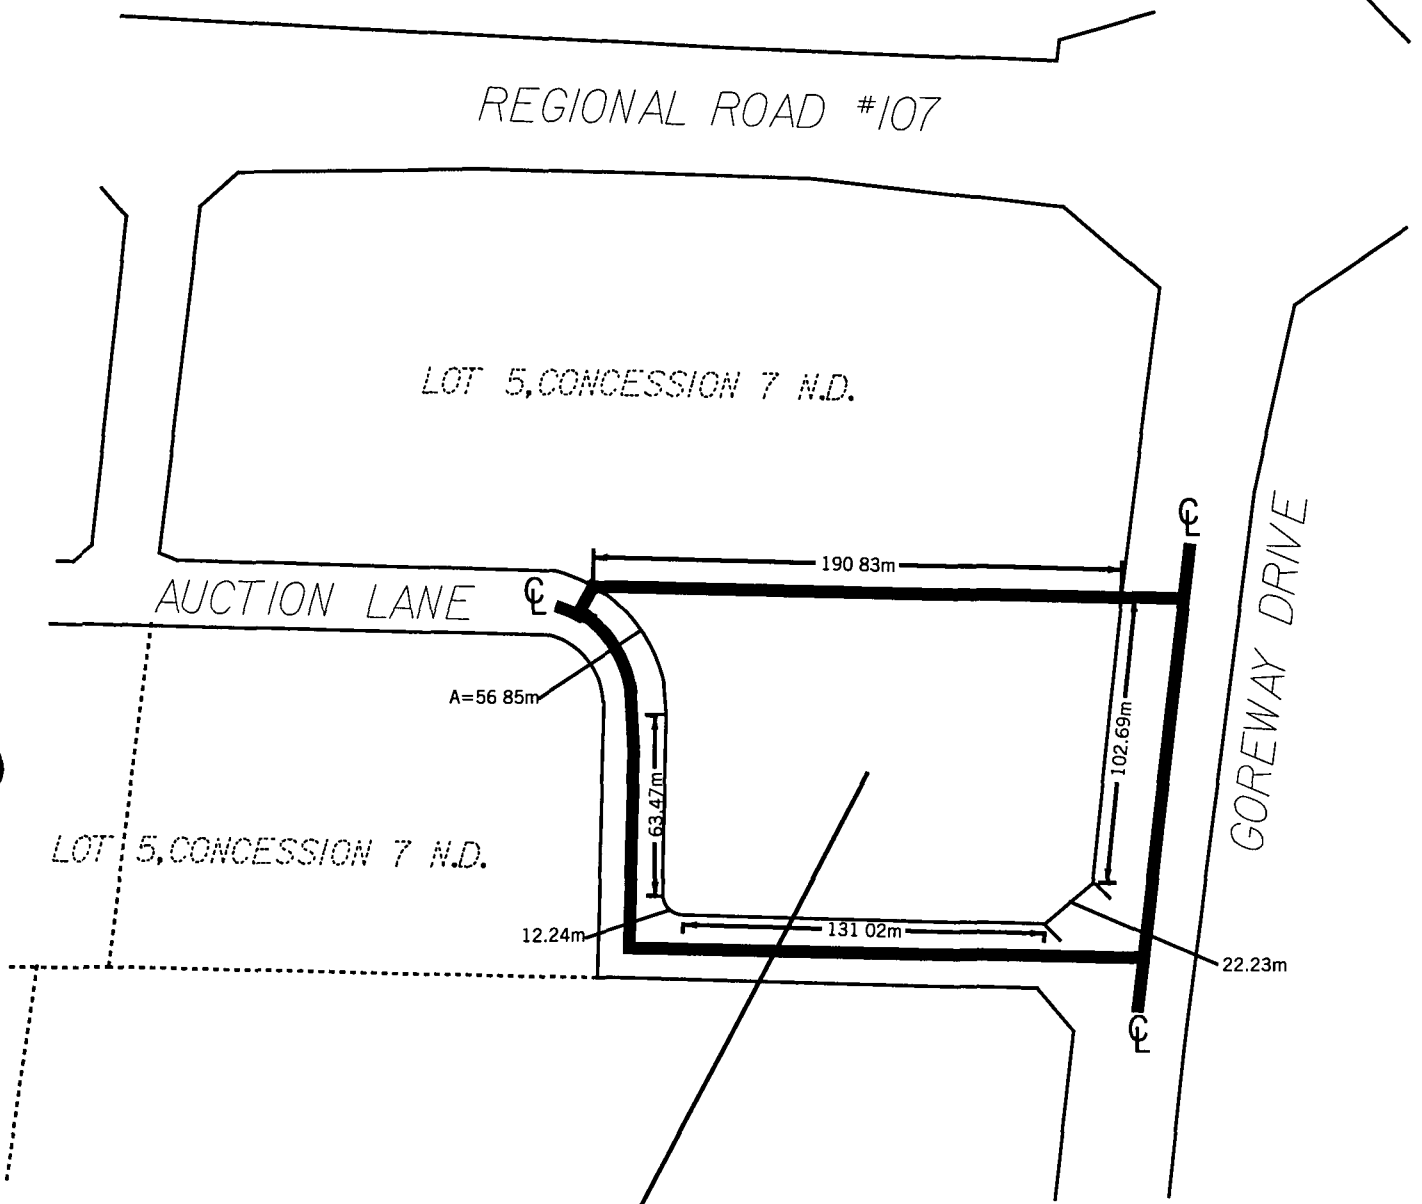 REGIONAL ROAD #107
LOT 5, CONCESSION 7 N.D.
℄
190 83m
AUCTION LANE
℄
GOREWAY DRIVE
A=56 85m
102.69m
63.47m
LOT 5, CONCESSION 7 N.D.
12.24m
131 02m
22.23m
℄